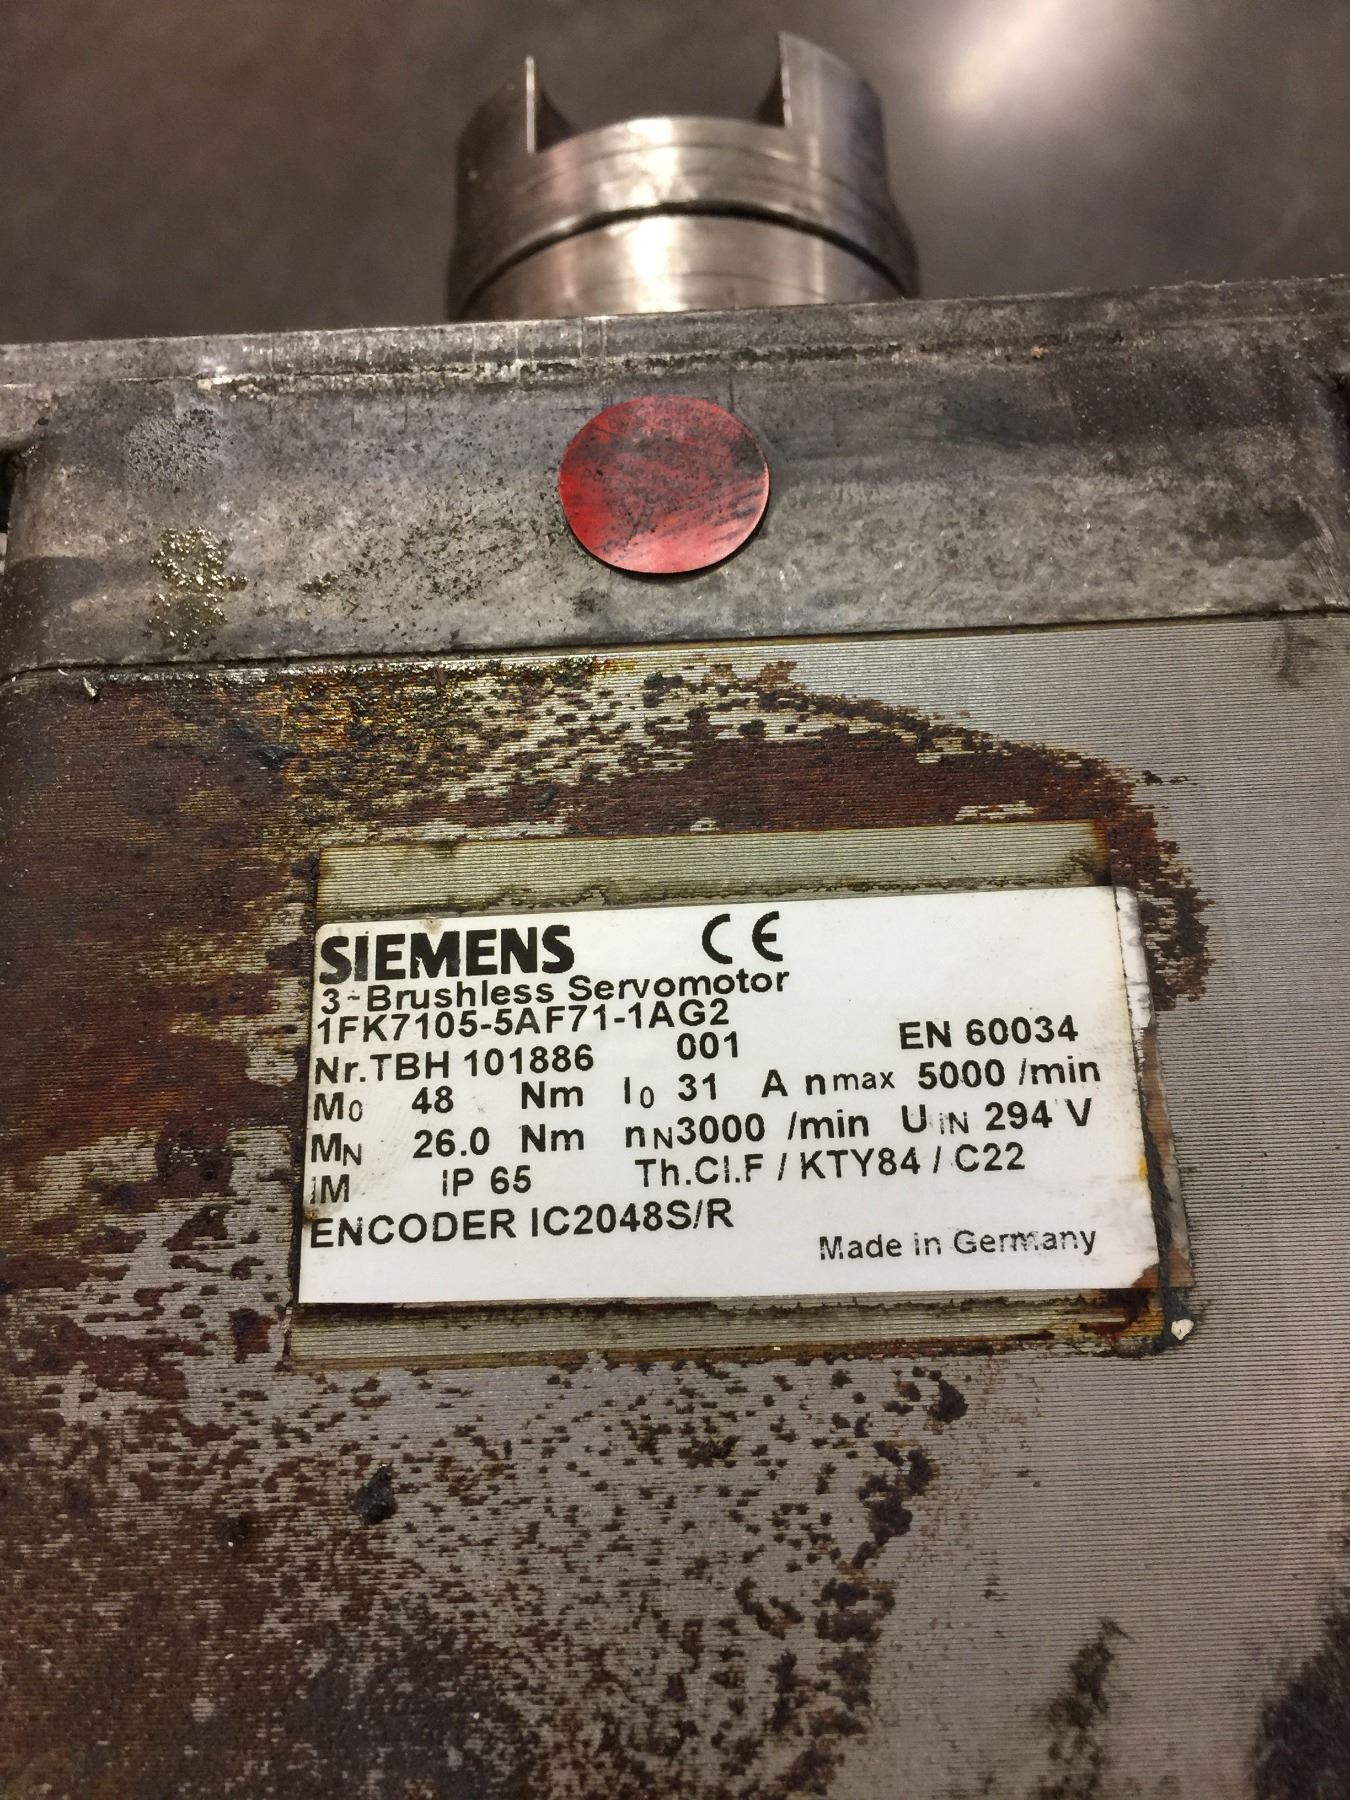 SIEMENS CE
3~Brushless Servomotor
1FK7105-5AF71-1AG2
Nr.TBH 101886 001 EN 60034
M0 48 Nm I0 31 A nmax 5000 /min
MN 26.0 Nm nN3000 /min UIN 294 V
IM IP 65 Th.Cl.F / KTY84 / C22
ENCODER IC2048S/R
Made in Germany